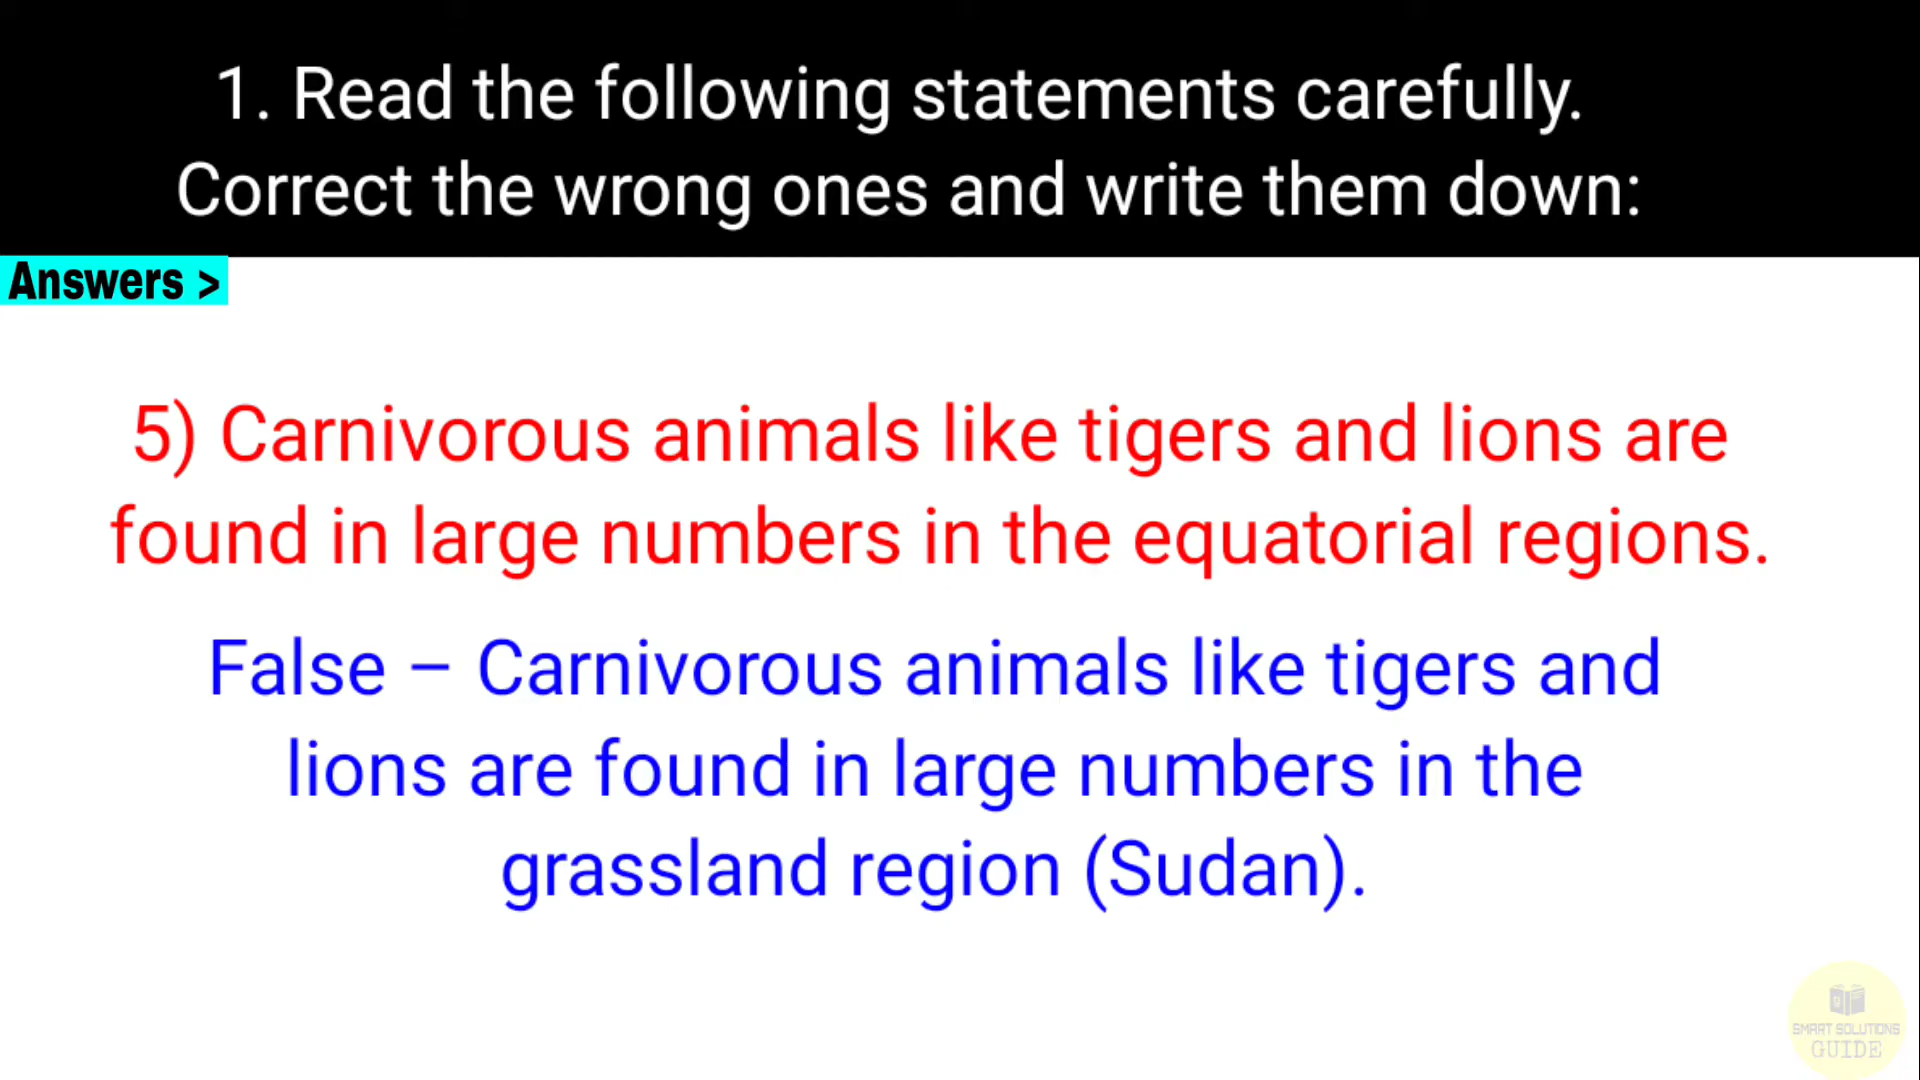 1. Read the following statements carefully.
Correct the wrong ones and write them down:
Answers >
5) Carnivorous animals like tigers and lions are
found in large numbers in the equatorial regions.
False – Carnivorous animals like tigers and
lions are found in large numbers in the
grassland region (Sudan).
SMART SOLUTIONS
GUIDE